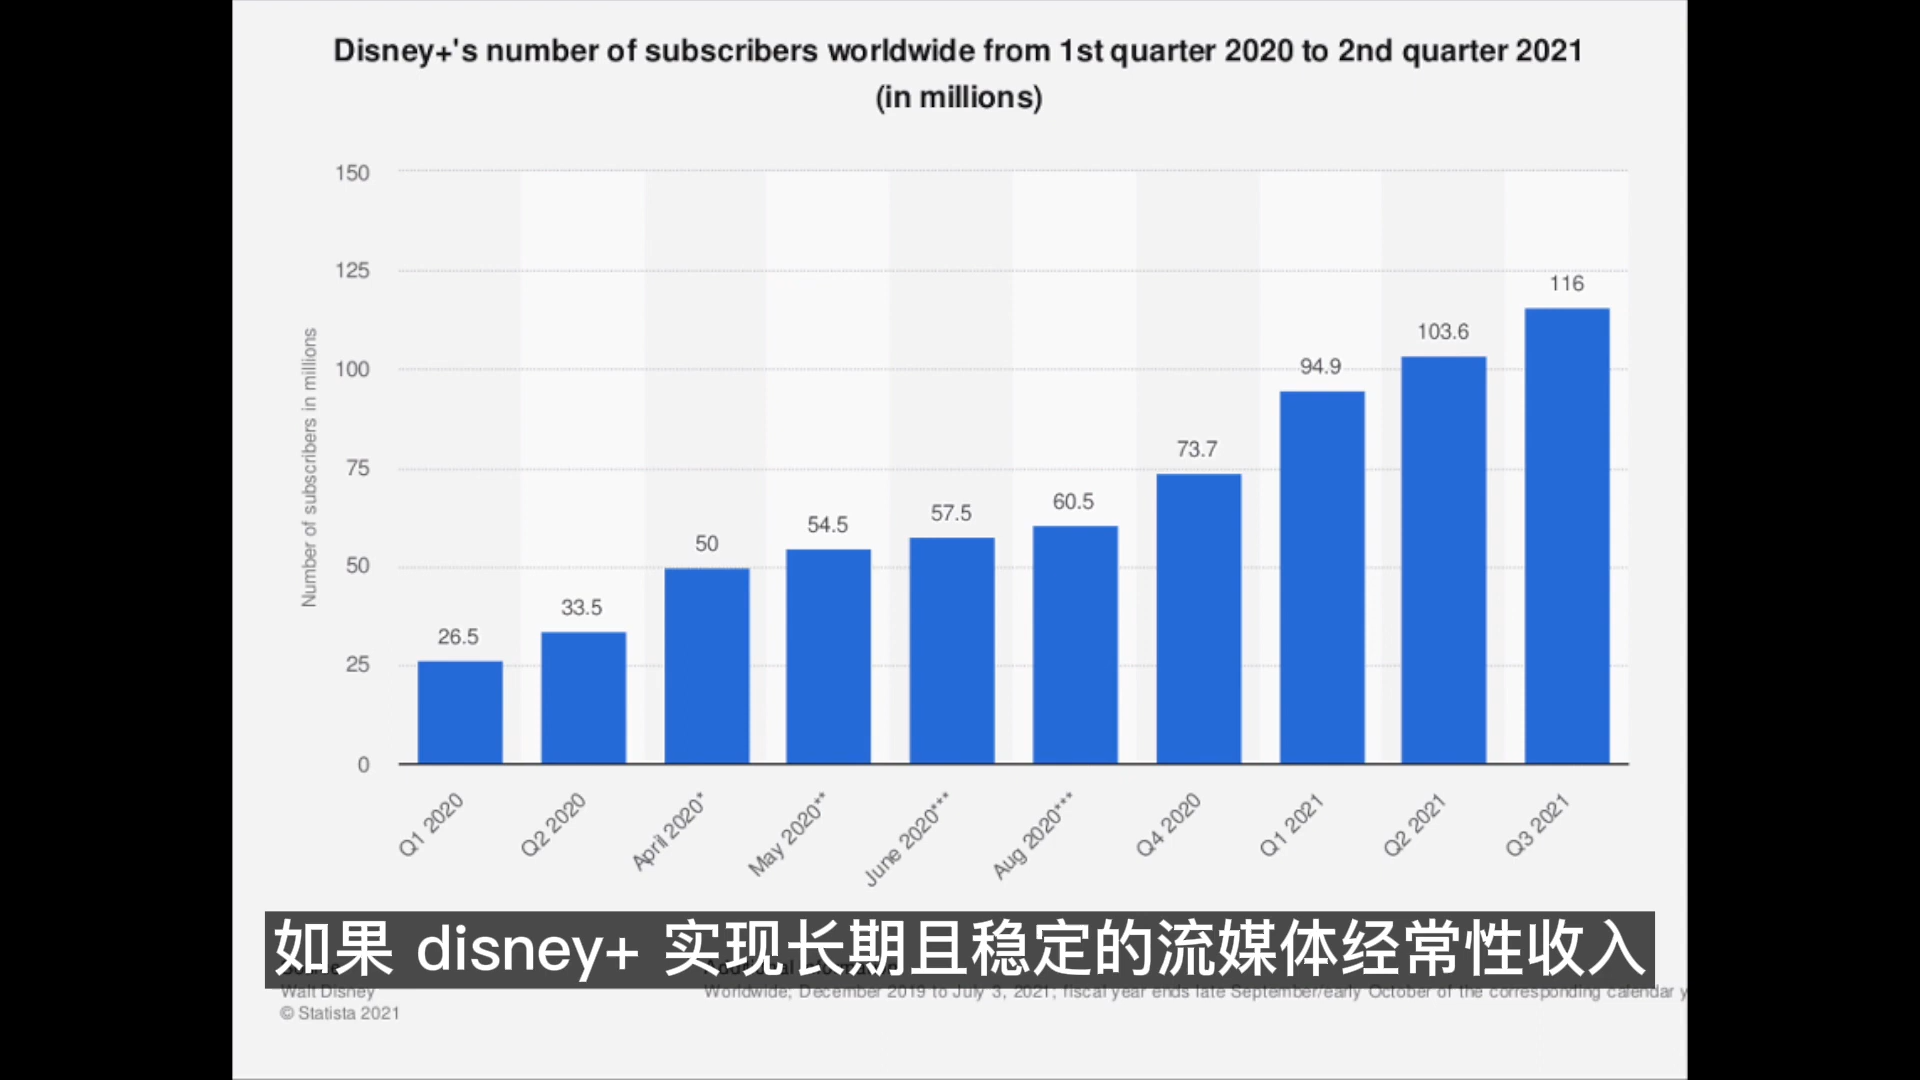 Disney+'s number of subscribers worldwide from 1st quarter 2020 to 2nd quarter 2021
(in millions)
Number of subscribers in millions
150
125
100
75
50
25
0
26.5
33.5
50
54.5
57.5
60.5
73.7
94.9
103.6
116
Q1 2020
Q2 2020
April 2020*
May 2020**
June 2020***
Aug 2020***
Q4 2020
Q1 2021
Q2 2021
Q3 2021
如果 disney+ 实现长期且稳定的流媒体经常性收入
Walt Disney
Worldwide; December 2019 to July 3, 2021; fiscal year ends late September/early October of the corresponding calendar
© Statista 2021